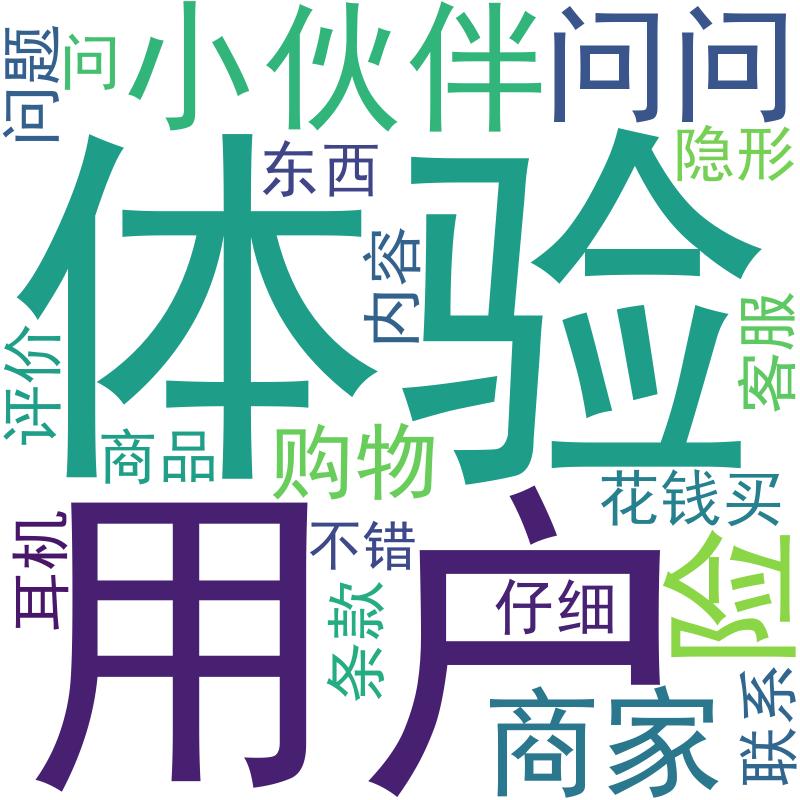 问题
问
小伙伴
问问
隐形
东西
体验
内容
客服
评价
商品
购物
花钱买
耳机
用户
不错
仔细
险
条款
商家
联系